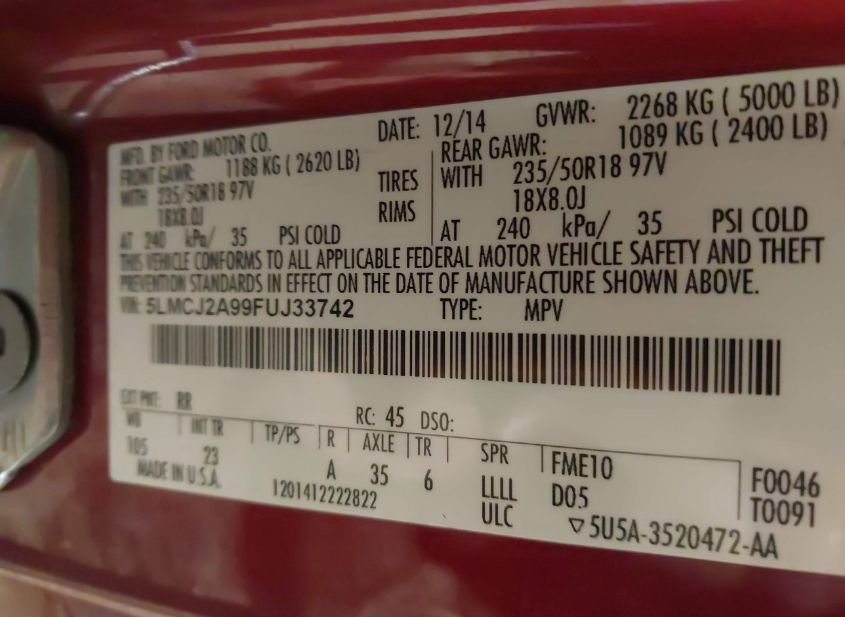 MFD. BY FORD MOTOR CO.
DATE: 12/14 GVWR: 2268 KG ( 5000 LB)
FRONT GAWR: 1188 KG ( 2620 LB) REAR GAWR: 1089 KG ( 2400 LB)
WITH 235/50R18 97V TIRES WITH 235/50R18 97V
18X8.0J RIMS 18X8.0J
AT 240 kPa/ 35 PSI COLD AT 240 kPa/ 35 PSI COLD
THIS VEHICLE CONFORMS TO ALL APPLICABLE FEDERAL MOTOR VEHICLE SAFETY AND THEFT
PREVENTION STANDARDS IN EFFECT ON THE DATE OF MANUFACTURE SHOWN ABOVE.
VIN: 5LMCJ2A99FUJ33742 TYPE: MPV
EXT PNT: RR RC: 45 DSO:
WB INT TR TP/PS R AXLE TR SPR FME10 F0046
105 23 A 35 6 LLLL D05 T0091
MADE IN U.S.A. 1201412222822 ULC ▽5U5A-3520472-AA